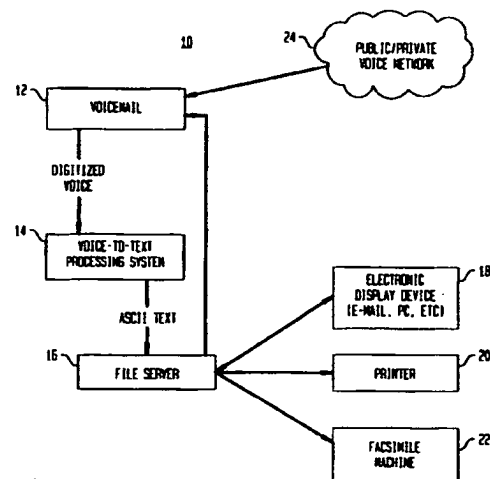 10
24
PUBLIC/PRIVATE
VOICE NETWORK
12
VOICEMAIL
DIGITIZED
VOICE
14
VOICE-TO-TEXT
PROCESSING SYSTEM
ASCII TEXT
16
FILE SERVER
18
ELECTRONIC
DISPLAY DEVICE
(E-MAIL, PC, ETC)
20
PRINTER
22
FACSIMILE
MACHINE